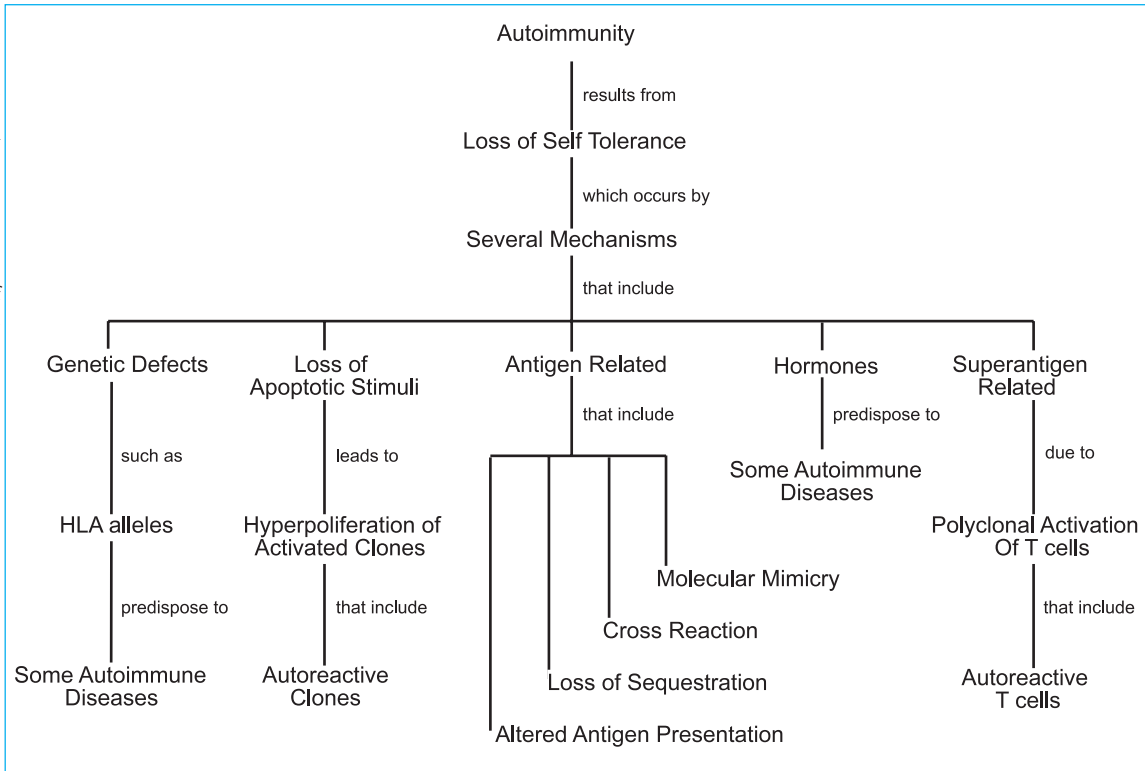 Autoimmunity
results from
Loss of Self Tolerance
which occurs by
Several Mechanisms
that include
Genetic Defects
Loss of
Apoptotic Stimuli
Antigen Related
Hormones
Superantigen
Related
such as
leads to
that include
predispose to
due to
Some Autoimmune
Diseases
HLA alleles
Hyperpoliferation of
Activated Clones
Polyclonal Activation
Of T cells
Molecular Mimicry
predispose to
that include
that include
Cross Reaction
Some Autoimmune
Diseases
Autoreactive
Clones
Loss of Sequestration
Autoreactive
T cells
Altered Antigen Presentation